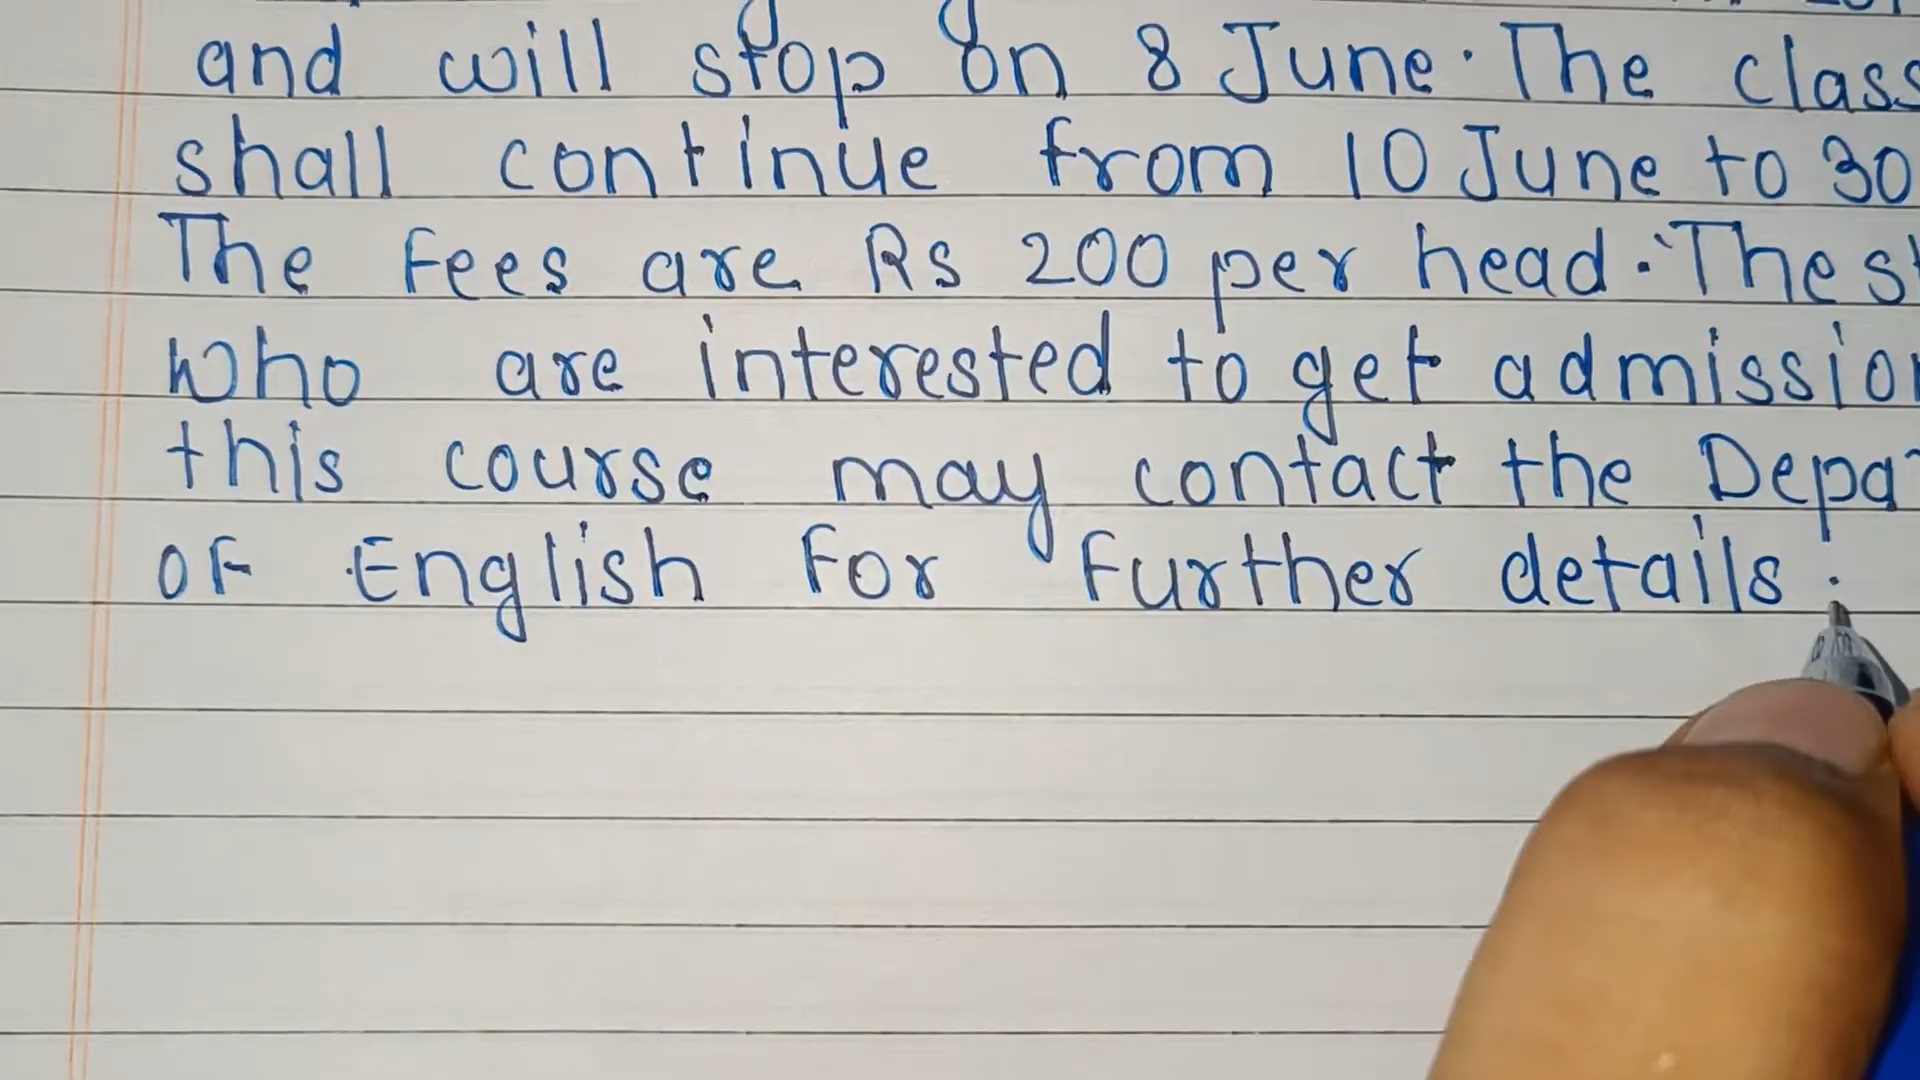 and will stop on 8 June. The class
shall continue from 10 June to 30
The Fees are Rs 200 per head. The st
who are interested to get admission
this course may contact the Depa
of English For Further details.